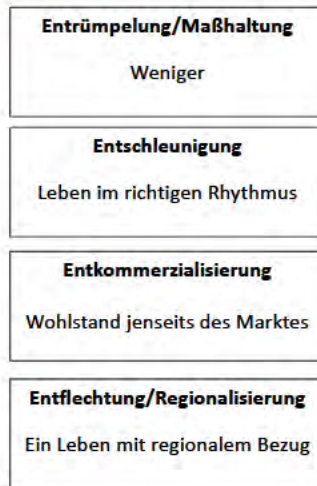 Entrümpelung/Maßhaltung
Weniger
Entschleunigung
Leben im richtigen Rhythmus
Entkommerzialisierung
Wohlstand jenseits des Marktes
Entflechtung/Regionalisierung
Ein Leben mit regionalem Bezug